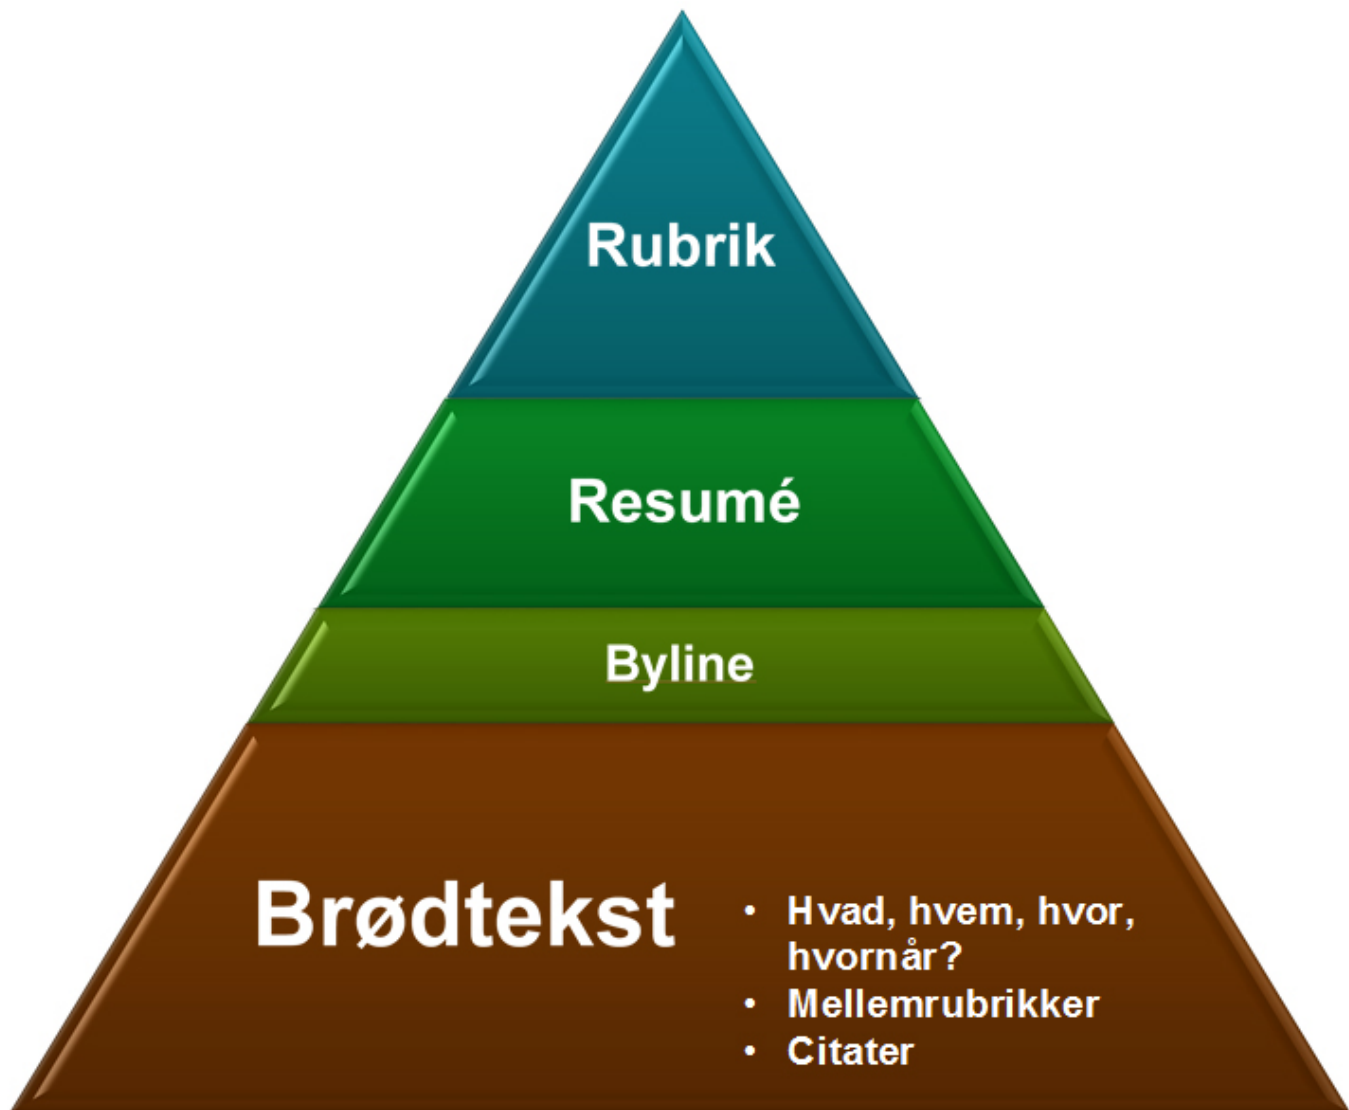 Rubrik
Resumé
Byline
Brødtekst
• Hvad, hvem, hvor,
hvornår?
• Mellemrubrikker
• Citater